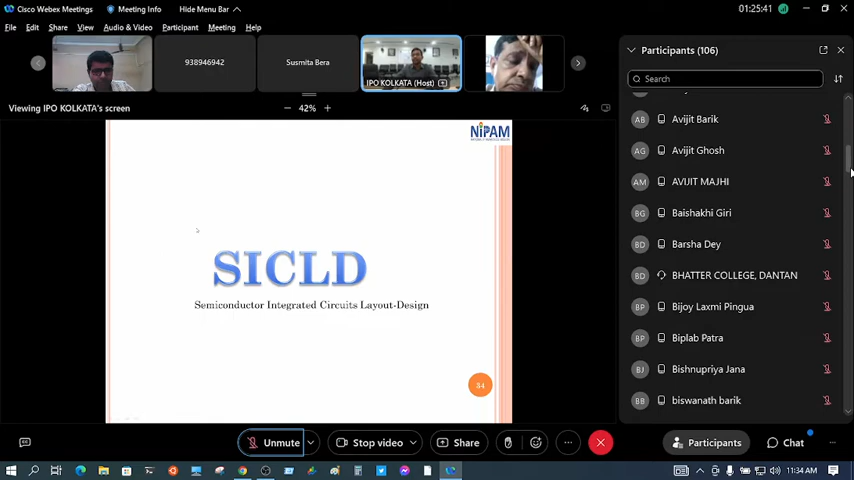 Cisco Webex Meetings
Meeting Info
Hide Menu Bar
01:25:41
File Edit Share View Audio & Video Participant Meeting Help
938946942
Susmita Bera
IPO KOLKATA (Host)
Participants (106)
Search
Viewing IPO KOLKATA's screen
42%
NIPAM
SICLD
Semiconductor Integrated Circuits Layout-Design
34
AB Avijit Barik
AG Avijit Ghosh
AM AVIJIT MAJHI
BG Baishakhi Giri
BD Barsha Dey
BD BHATTER COLLEGE, DANTAN
BP Bijoy Laxmi Pingua
BP Biplab Patra
BJ Bishnupriya Jana
BB biswanath barik
Unmute
Stop video
Share
Participants
Chat
11:34 AM